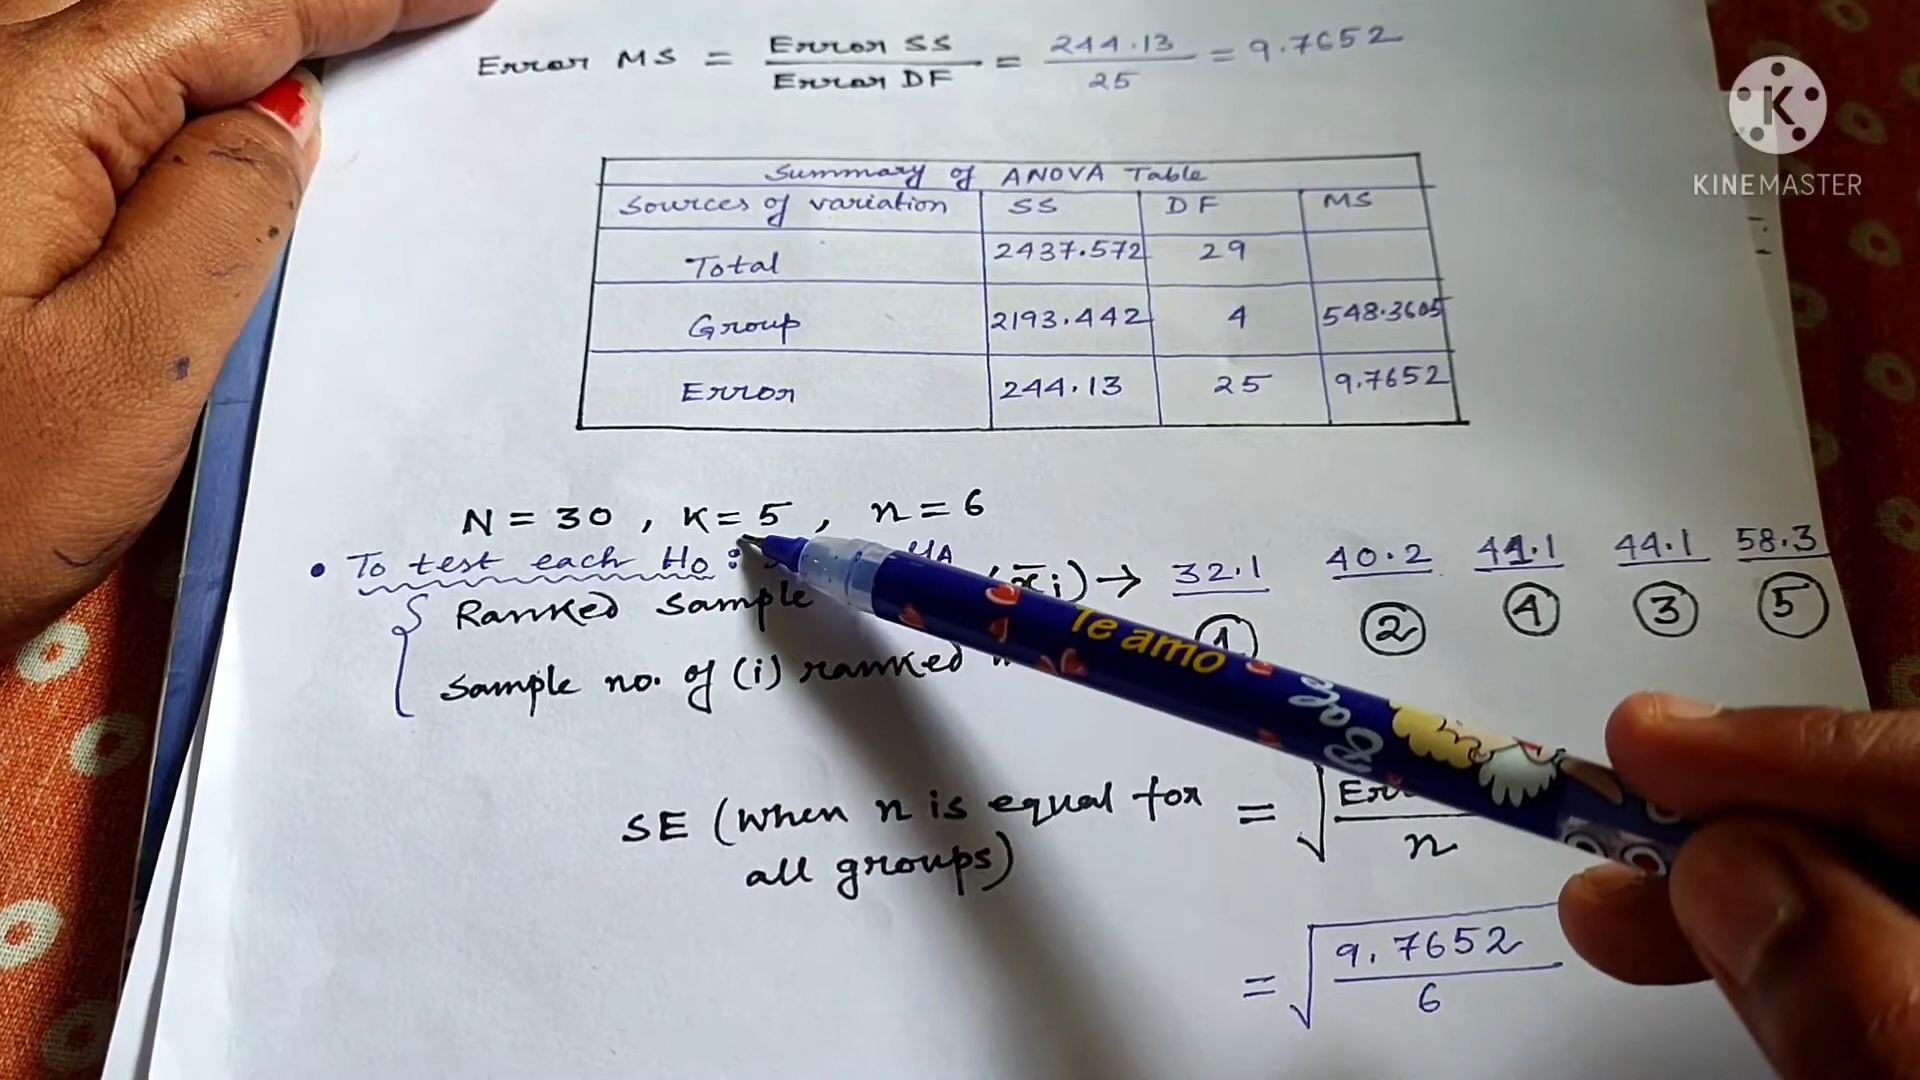 Error MS = Error SS / Error DF = 244.13 / 25 = 9.7652
K
KINEMASTER
Summary of ANOVA Table
Sources of variation SS DF MS
Total 2437.572 29
Group 2193.442 4 548.3605
Error 244.13 25 9.7652
N = 30 , K = 5 , n = 6
• To test each H0 :
Ranked sample (x̄i) → 32.1 40.2 44.1 44.1 58.3
Sample no. of (i) ranked 1 2 4 3 5
Te amo
SE (When n is equal for all groups) = √ / n
= √ 9.7652 / 6